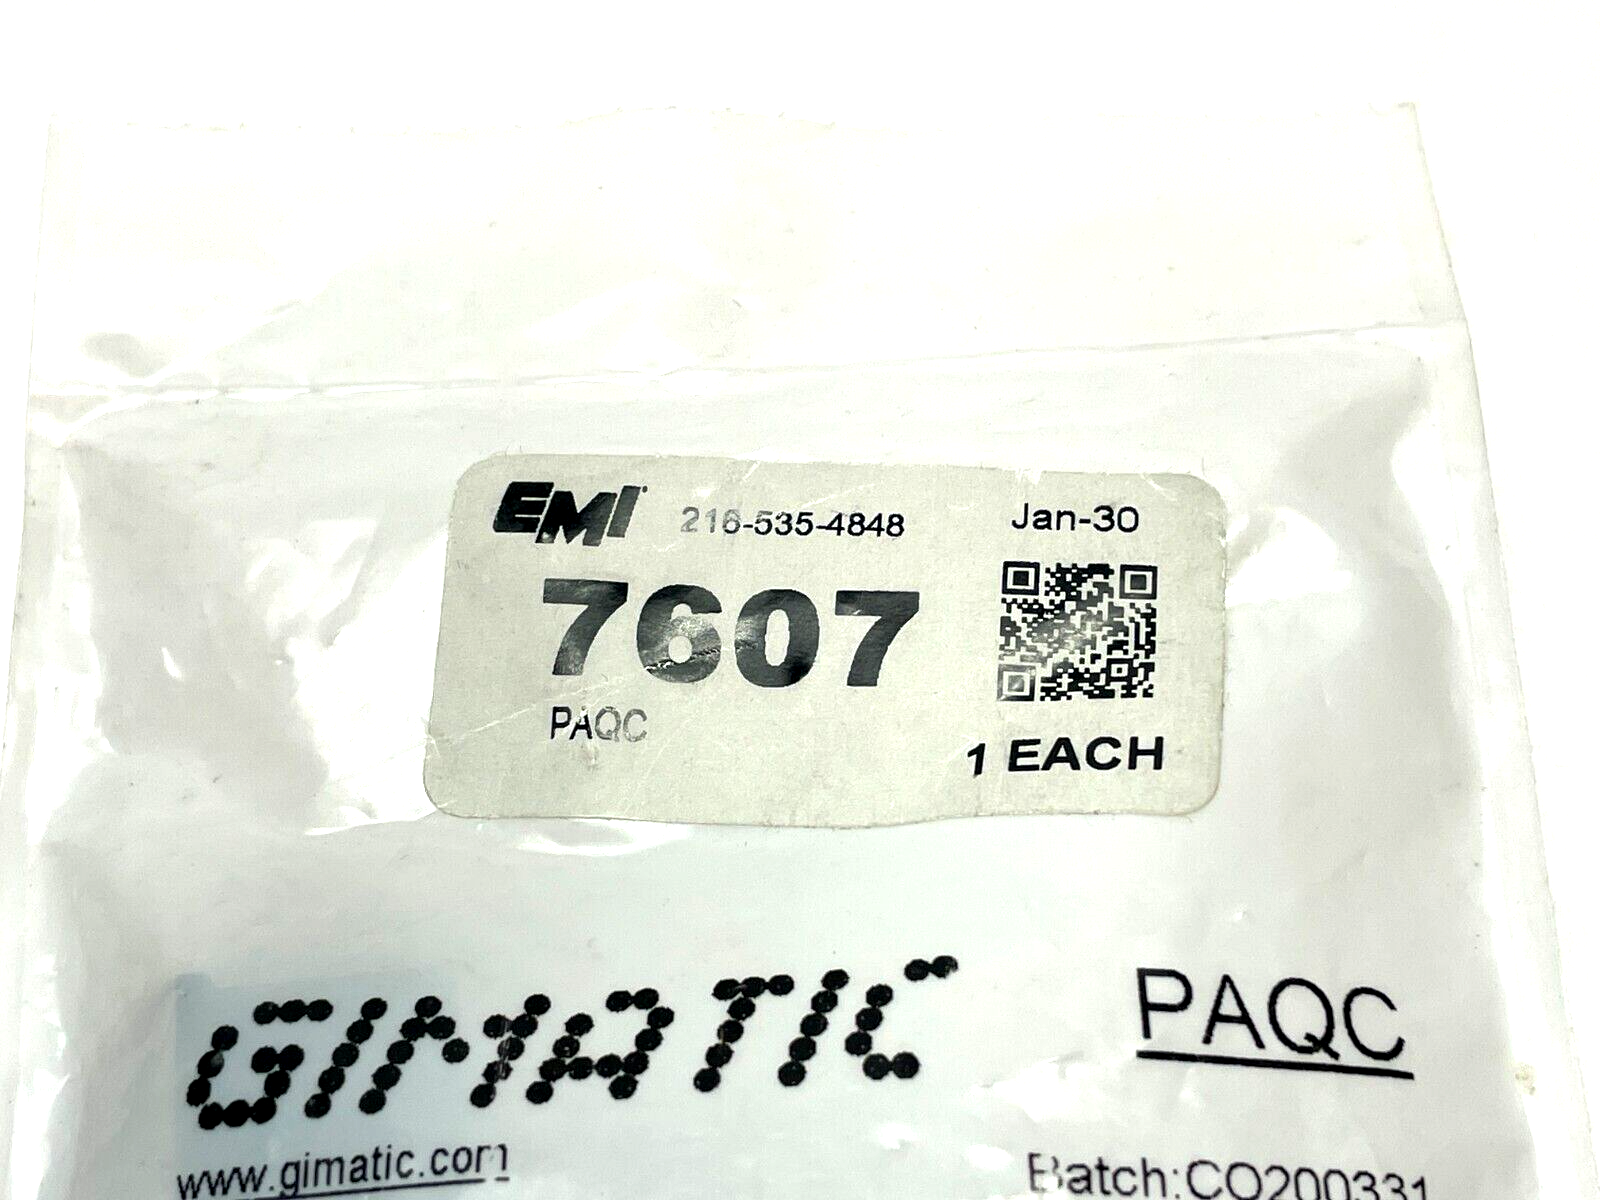 EMI 216-535-4848 Jan-30
7607
PAQC
1 EACH
GIMATIC PAQC
www.gimatic.com
Batch:CO200331